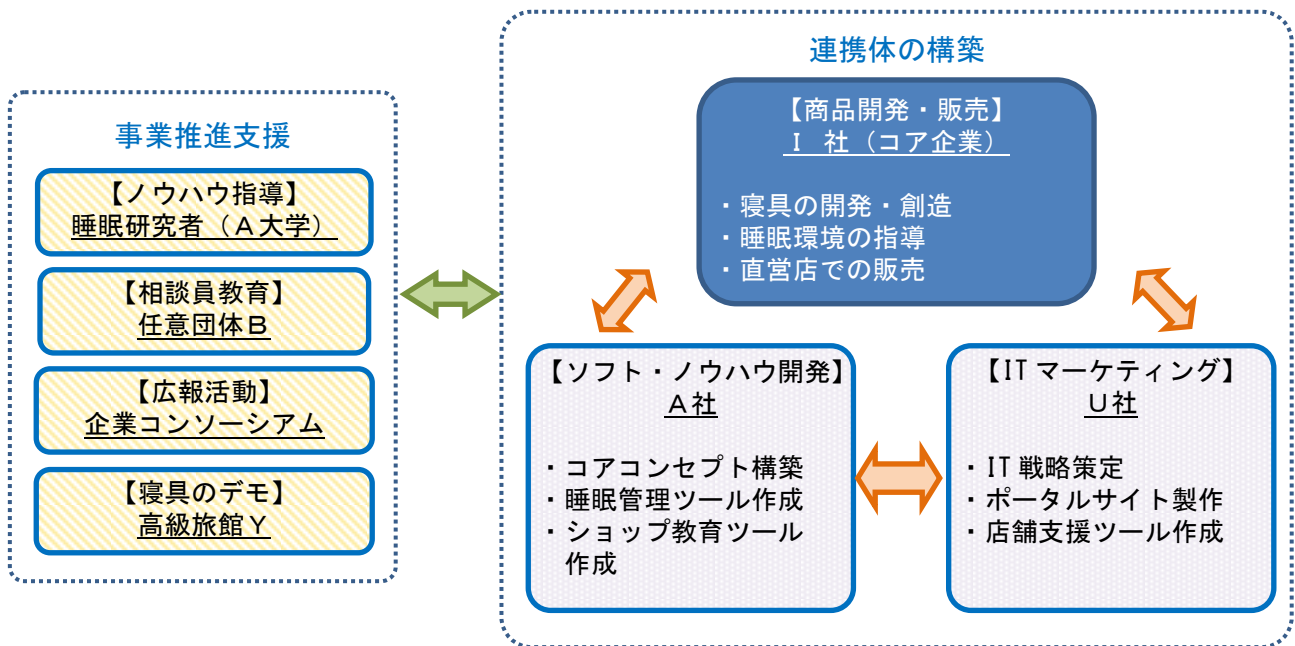 事業推進支援
【ノウハウ指導】
睡眠研究者（Ａ大学）
【相談員教育】
任意団体Ｂ
【広報活動】
企業コンソーシアム
【寝具のデモ】
高級旅館Ｙ
連携体の構築
【商品開発・販売】
Ｉ 社（コア企業）
・寝具の開発・創造
・睡眠環境の指導
・直営店での販売
【ソフト・ノウハウ開発】
Ａ社
・コアコンセプト構築
・睡眠管理ツール作成
・ショップ教育ツール
作成
【IT マーケティング】
Ｕ社
・IT 戦略策定
・ポータルサイト製作
・店舗支援ツール作成